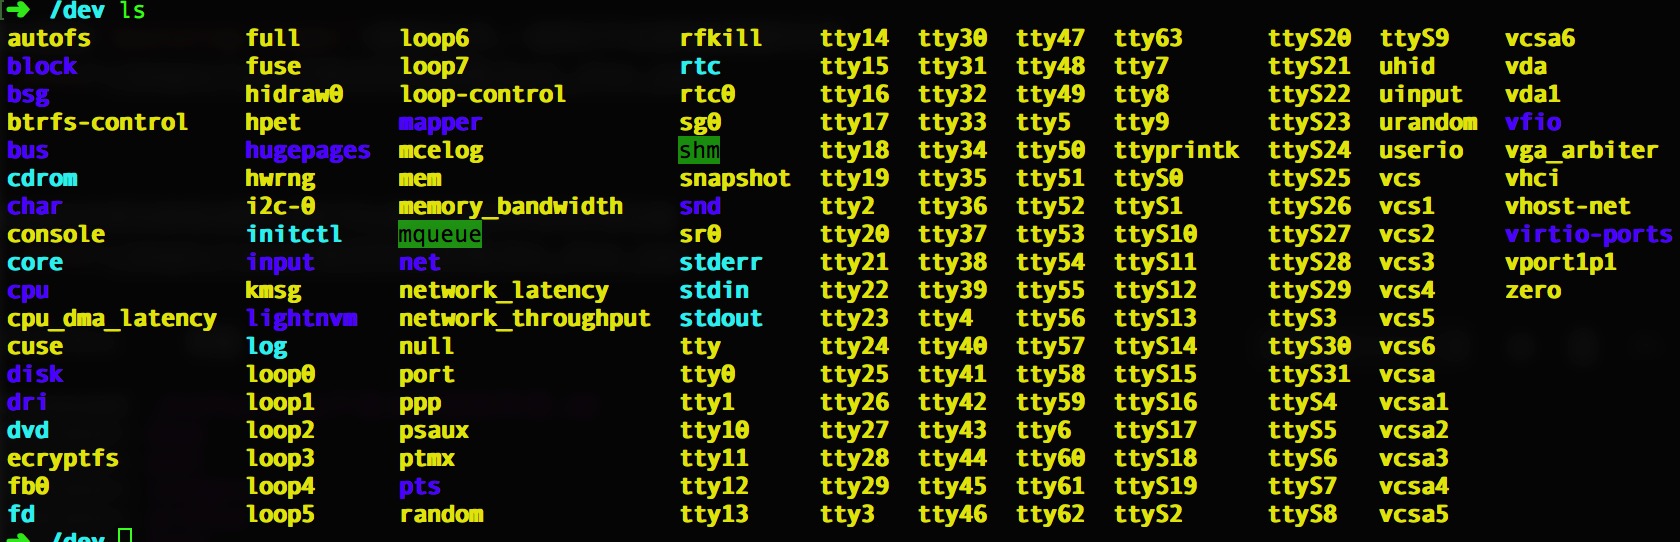 ➜ /dev ls
autofs full loop6 rfkill tty14 tty30 tty47 tty63 ttyS20 ttyS9 vcsa6
block fuse loop7 rtc tty15 tty31 tty48 tty7 ttyS21 uhid vda
bsg hidraw0 loop-control rtc0 tty16 tty32 tty49 tty8 ttyS22 uinput vda1
btrfs-control hpet mapper sg0 tty17 tty33 tty5 tty9 ttyS23 urandom vfio
bus hugepages mcelog shm tty18 tty34 tty50 ttyprintk ttyS24 userio vga_arbiter
cdrom hwrng mem snapshot tty19 tty35 tty51 ttyS0 ttyS25 vcs vhci
char i2c-0 memory_bandwidth snd tty2 tty36 tty52 ttyS1 ttyS26 vcs1 vhost-net
console initctl mqueue sr0 tty20 tty37 tty53 ttyS10 ttyS27 vcs2 virtio-ports
core input net stderr tty21 tty38 tty54 ttyS11 ttyS28 vcs3 vport1p1
cpu kmsg network_latency stdin tty22 tty39 tty55 ttyS12 ttyS29 vcs4 zero
cpu_dma_latency lightnvm network_throughput stdout tty23 tty4 tty56 ttyS13 ttyS3 vcs5
cuse log null tty tty24 tty40 tty57 ttyS14 ttyS30 vcs6
disk loop0 port tty0 tty25 tty41 tty58 ttyS15 ttyS31 vcsa
dri loop1 ppp tty1 tty26 tty42 tty59 ttyS16 ttyS4 vcsa1
dvd loop2 psaux tty10 tty27 tty43 tty6 ttyS17 ttyS5 vcsa2
ecryptfs loop3 ptmx tty11 tty28 tty44 tty60 ttyS18 ttyS6 vcsa3
fb0 loop4 pts tty12 tty29 tty45 tty61 ttyS19 ttyS7 vcsa4
fd loop5 random tty13 tty3 tty46 tty62 ttyS2 ttyS8 vcsa5
➜ /dev